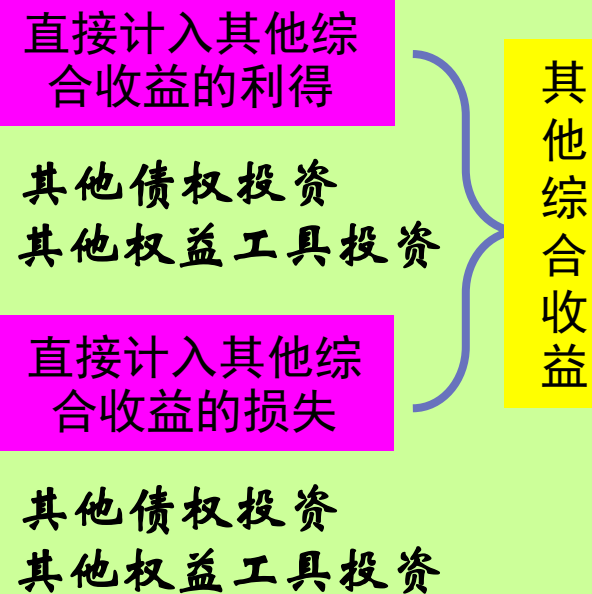 直接计入其他综
合收益的利得
其他债权投资
其他权益工具投资
直接计入其他综
合收益的损失
其他债权投资
其他权益工具投资
其他综合收益